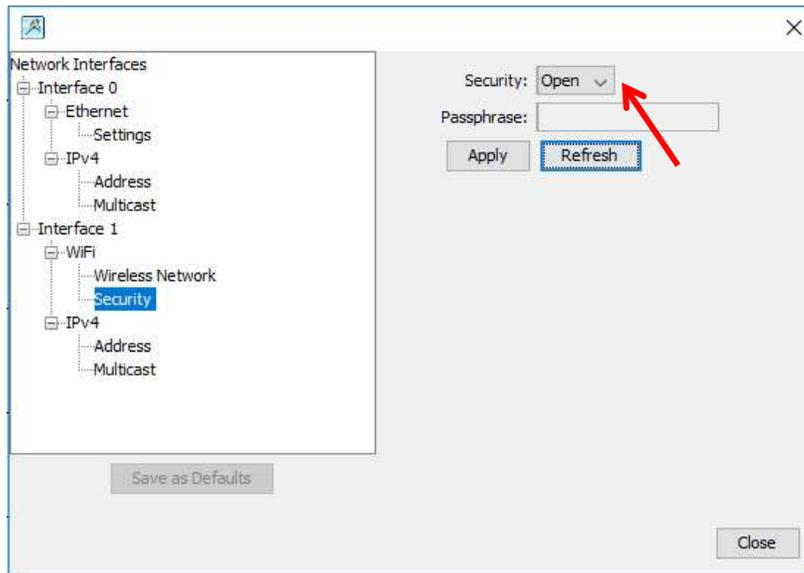 Network Interfaces
Interface 0
Ethernet
Settings
IPv4
Address
Multicast
Interface 1
WiFi
Wireless Network
Security
IPv4
Address
Multicast
Save as Defaults
Security: Open
Passphrase:
Apply Refresh
Close